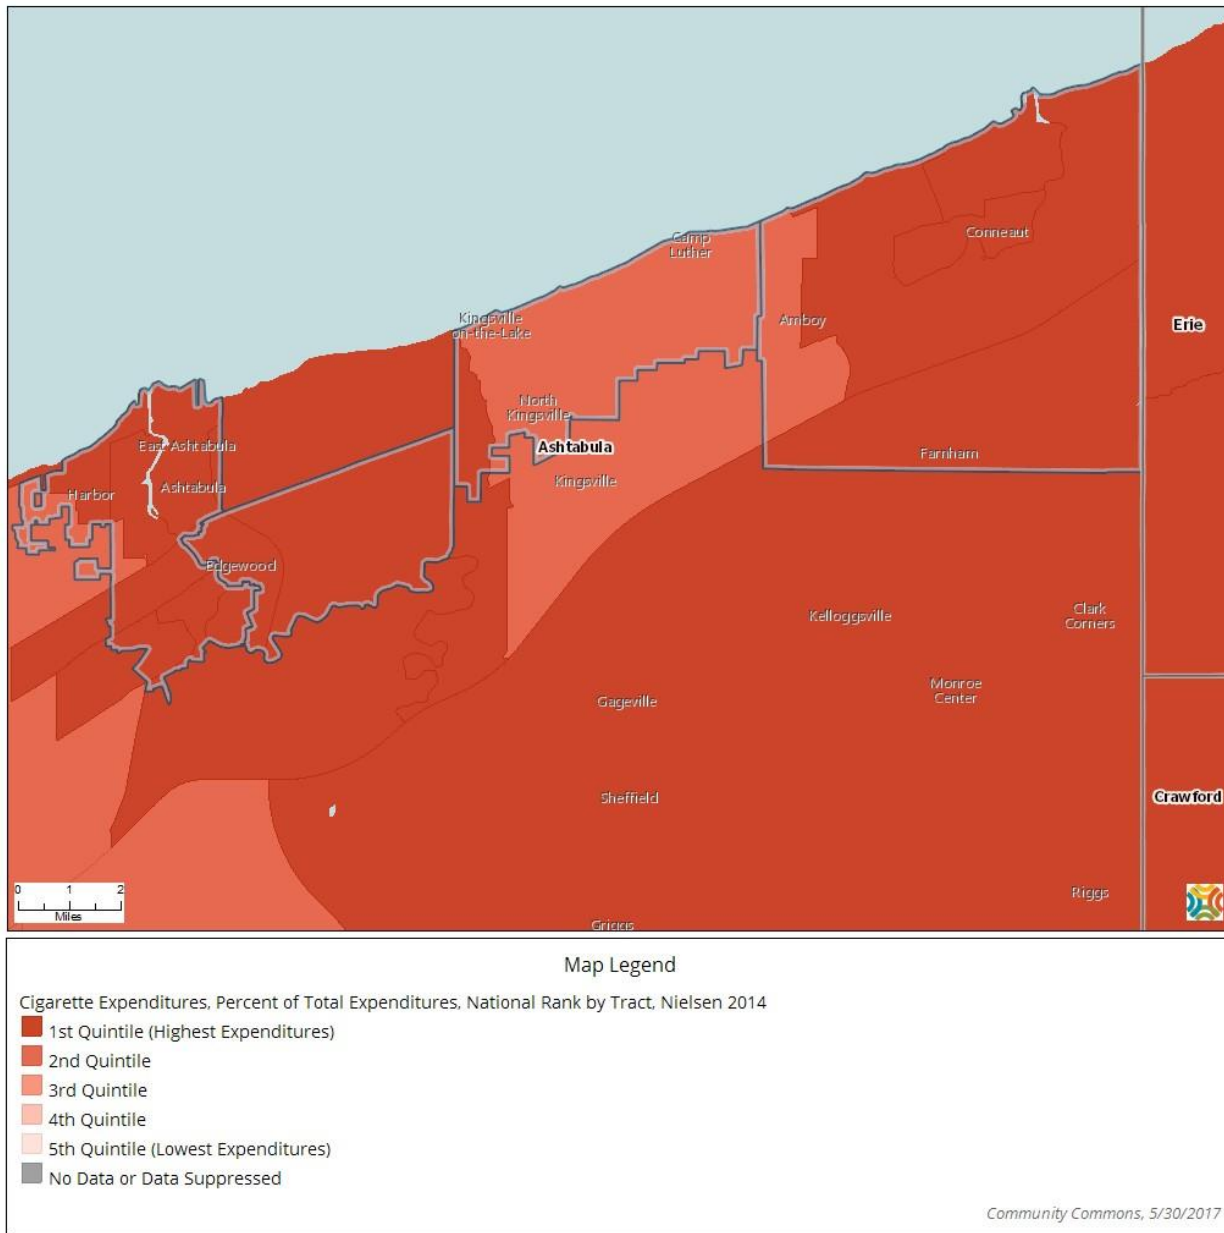 Camp
Luther
Conneaut
Kingsville
on-the-Lake
Amboy
Erie
North
Kingsville
Ashtabula
East Ashtabula
Farnham
Kingsville
Harbor
Ashtabula
Edgewood
Kelloggsville
Clark
Corners
Monroe
Center
Gageville
Sheffield
Crawford
0 1 2
Miles
Riggs
Griggs
Map Legend
Cigarette Expenditures, Percent of Total Expenditures, National Rank by Tract, Nielsen 2014
1st Quintile (Highest Expenditures)
2nd Quintile
3rd Quintile
4th Quintile
5th Quintile (Lowest Expenditures)
No Data or Data Suppressed
Community Commons, 5/30/2017